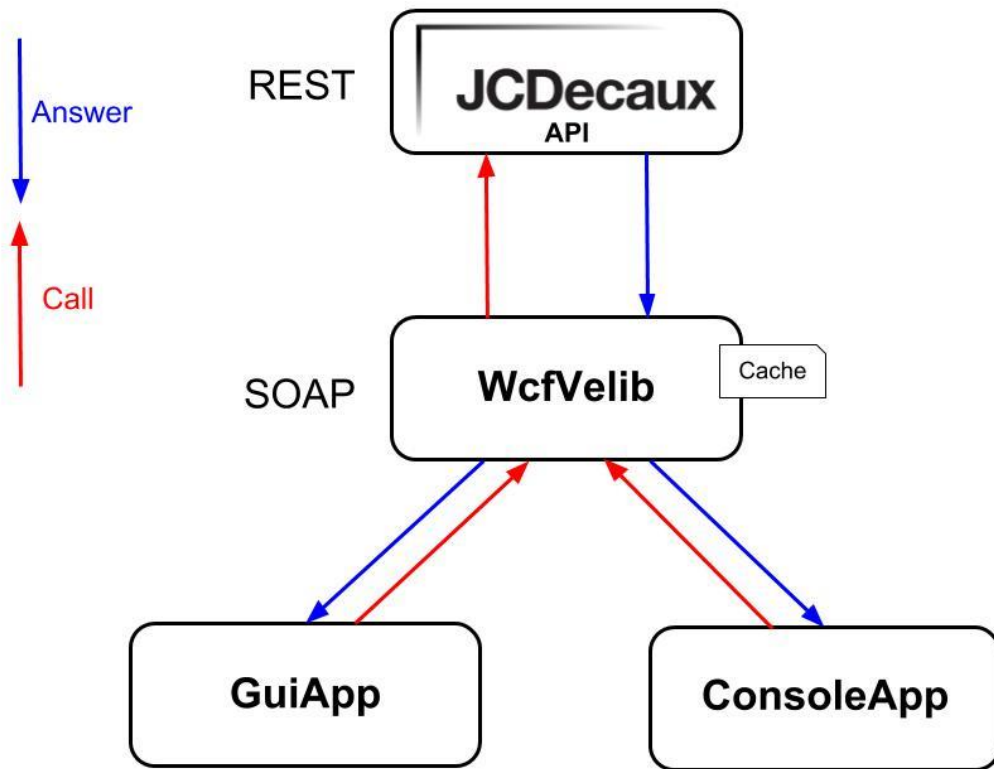 REST
JCDecaux
API
Answer
Call
SOAP
WcfVelib
Cache
GuiApp
ConsoleApp